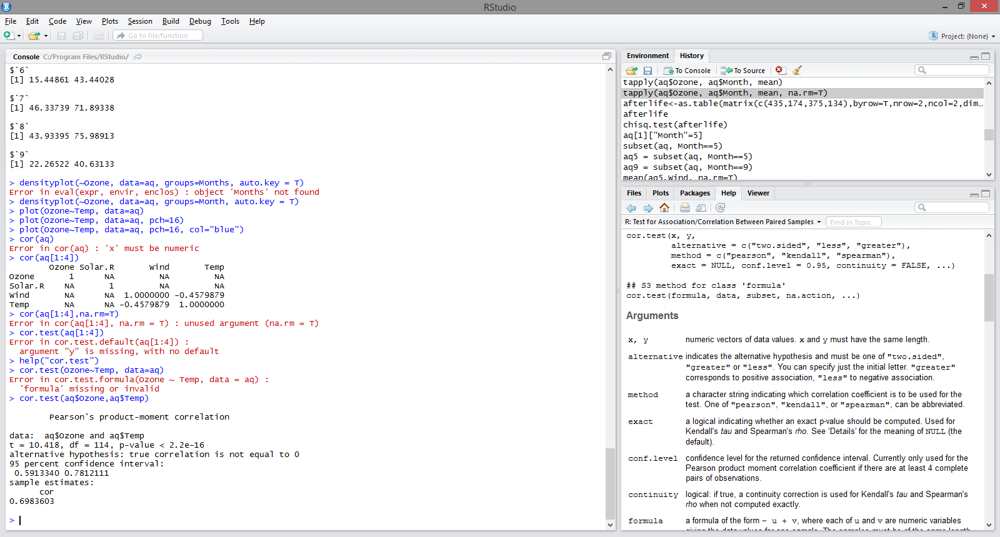 RStudio
File Edit Code View Plots Session Build Debug Tools Help
Go to file/function
Project: (None)
Console C:/Program Files/RStudio/
$`6`
[1] 15.44861 43.44028
$`7`
[1] 46.33739 71.89338
$`8`
[1] 43.93395 75.98913
$`9`
[1] 22.26522 40.63133
> densityplot(~Ozone, data=aq, groups=Months, auto.key = T)
Error in eval(expr, envir, enclos) : object 'Months' not found
> densityplot(~Ozone, data=aq, groups=Month, auto.key = T)
> plot(Ozone~Temp, data=aq)
> plot(Ozone~Temp, data=aq, pch=16)
> plot(Ozone~Temp, data=aq, pch=16, col="blue")
> cor(aq)
Error in cor(aq) : 'x' must be numeric
> cor(aq[1:4])
Ozone Solar.R Wind Temp
Ozone 1 NA NA NA
Solar.R NA 1 NA NA
Wind NA NA 1.0000000 -0.4579879
Temp NA NA -0.4579879 1.0000000
> cor(aq[1:4],na.rm=T)
Error in cor(aq[1:4], na.rm = T) : unused argument (na.rm = T)
> cor.test(aq[1:4])
Error in cor.test.default(aq[1:4]) :
argument "y" is missing, with no default
> help("cor.test")
> cor.test(Ozone~Temp, data=aq)
Error in cor.test.formula(Ozone ~ Temp, data = aq) :
'formula' missing or invalid
> cor.test(aq$Ozone,aq$Temp)
Pearson's product-moment correlation
data: aq$Ozone and aq$Temp
t = 10.418, df = 114, p-value < 2.2e-16
alternative hypothesis: true correlation is not equal to 0
95 percent confidence interval:
0.5913340 0.7812111
sample estimates:
cor
0.6983603
>
Environment History
To Console To Source
tapply(aq$Ozone, aq$Month, mean)
tapply(aq$Ozone, aq$Month, mean, na.rm=T)
afterlife<-as.table(matrix(c(435,174,375,134),byrow=T,nrow=2,ncol=2,dim…
afterlife
chisq.test(afterlife)
aq[1]["Month"=5]
subset(aq, Month==5)
aq5 = subset(aq, Month==5)
aq9 = subset(aq, Month==9)
mean(aq5.Wind, na.rm=T)
Files Plots Packages Help Viewer
R: Test for Association/Correlation Between Paired Samples Find in Topic
cor.test(x, y,
alternative = c("two.sided", "less", "greater"),
method = c("pearson", "kendall", "spearman"),
exact = NULL, conf.level = 0.95, continuity = FALSE, ...)
## S3 method for class 'formula'
cor.test(formula, data, subset, na.action, ...)
Arguments
x, y numeric vectors of data values. x and y must have the same length.
alternative indicates the alternative hypothesis and must be one of "two.sided",
"greater" or "less". You can specify just the initial letter. "greater"
corresponds to positive association, "less" to negative association.
method a character string indicating which correlation coefficient is to be used for the
test. One of "pearson", "kendall", or "spearman", can be abbreviated.
exact a logical indicating whether an exact p-value should be computed. Used for
Kendall's tau and Spearman's rho. See ‘Details’ for the meaning of NULL (the
default).
conf.level confidence level for the returned confidence interval. Currently only used for the
Pearson product moment correlation coefficient if there are at least 4 complete
pairs of observations.
continuity logical: if true, a continuity correction is used for Kendall's tau and Spearman's
rho when not computed exactly.
formula a formula of the form ~ u + v, where each of u and v are numeric variables
giving the data values for one sample. The samples must be of the same length